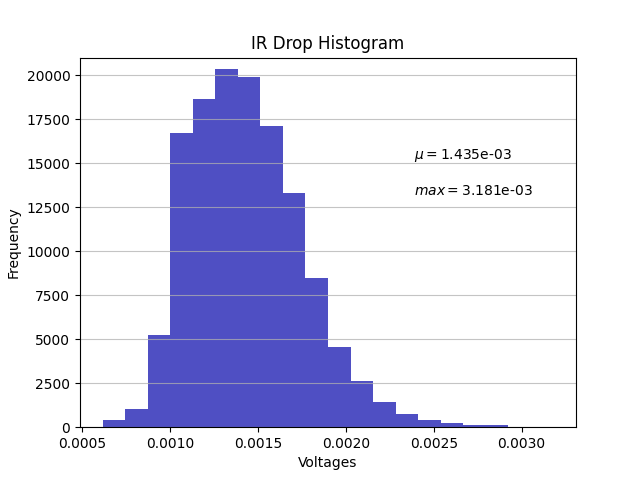 IR Drop Histogram
20000
17500
15000
12500
10000
7500
5000
2500
0
Frequency
μ = 1.435e-03
max = 3.181e-03
0.0005 0.0010 0.0015 0.0020 0.0025 0.0030
Voltages